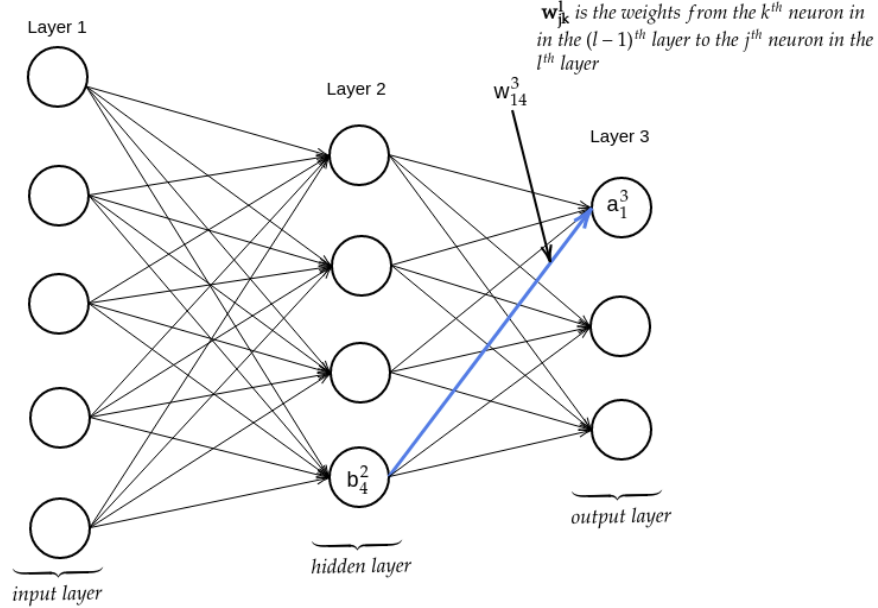 w^l_jk is the weights from the k^th neuron in
in the (l − 1)^th layer to the j^th neuron in the
l^th layer
Layer 1
Layer 2
w^3_14
Layer 3
a^3_1
b^2_4
output layer
hidden layer
input layer